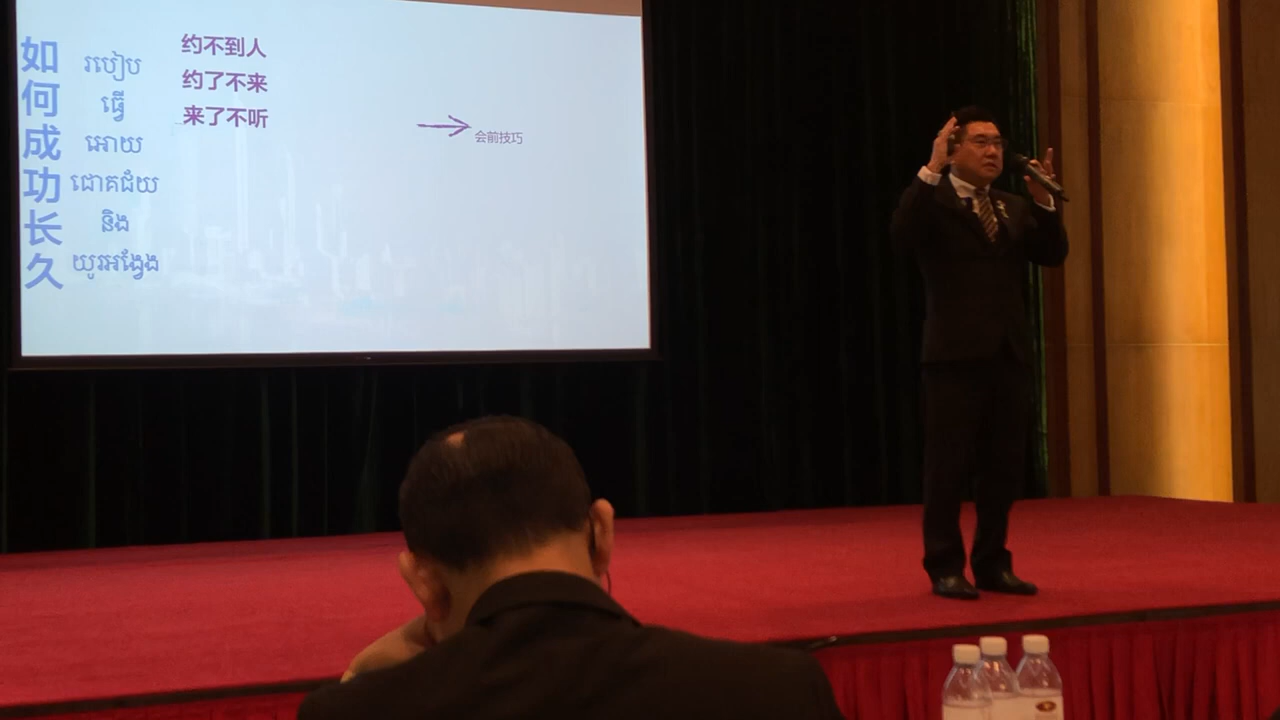 如何成功长久
របៀប
ធ្វើ
អោយ
ជោគជ័យ
និង
យូរអង្វែង
约不到人
约了不来
来了不听
会前技巧